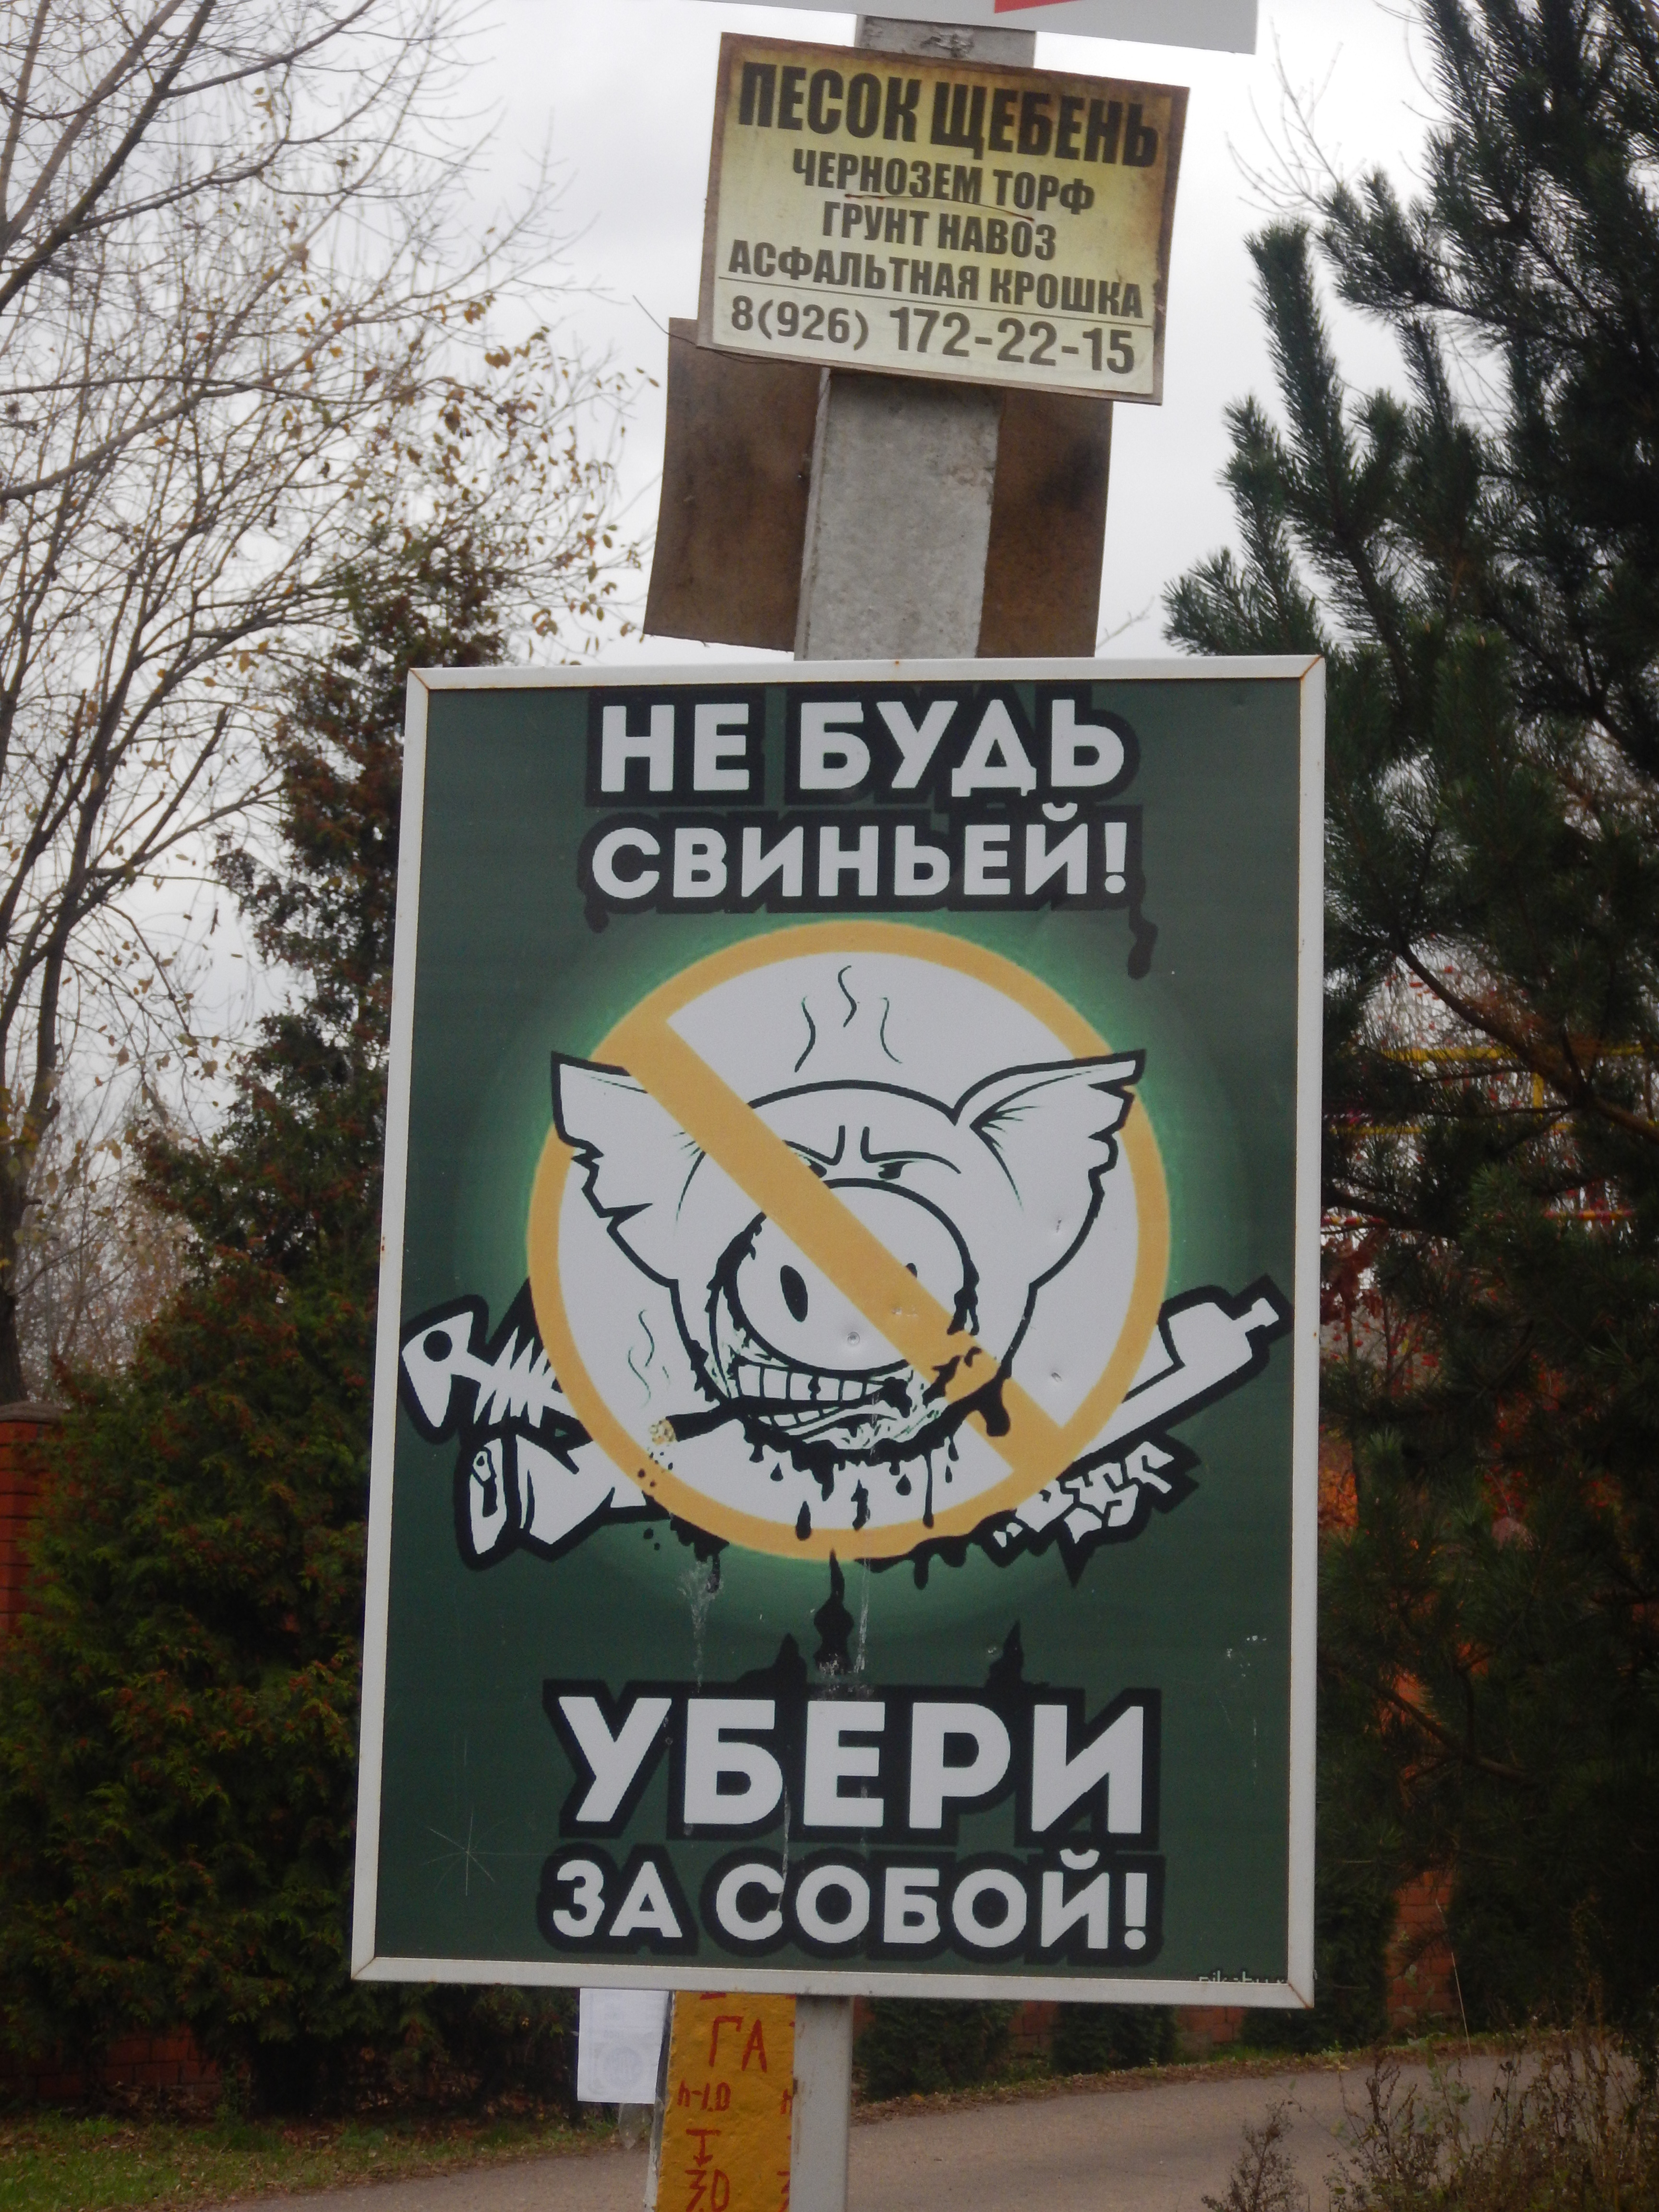 ПЕСОК ЩЕБЕНЬ
ЧЕРНОЗЕМ ТОРФ
ГРУНТ НАВОЗ
АСФАЛЬТНАЯ КРОШКА
8(926) 172-22-15
НЕ БУДЬ
СВИНЬЕЙ!
УБЕРИ
ЗА СОБОЙ!
ГА